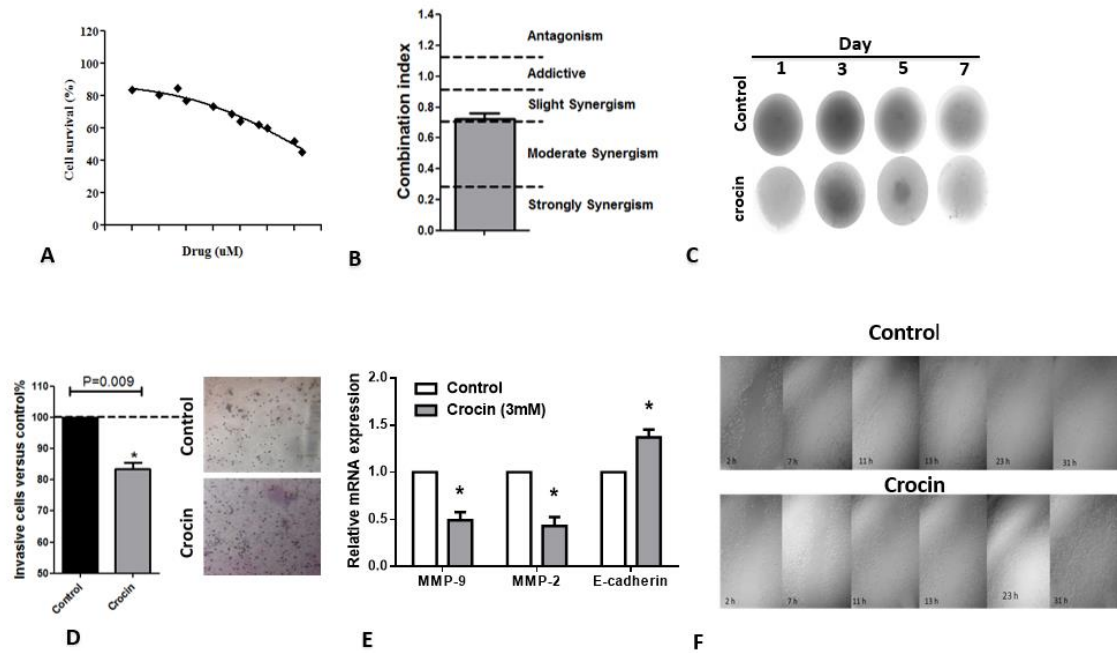 120
100
80
60
40
20
0
Cell survival (%)
Drug (uM)
A
1.4
1.2
1.0
0.8
0.6
0.4
0.2
0.0
Combination index
Antagonism
Addictive
Slight Synergism
Moderate Synergism
Strongly Synergism
B
Day
1 3 5 7
Control
crocin
C
P=0.009
110
100
90
80
70
60
50
Invasive cells versus control%
*
Control
Crocin
Control
Crocin
D
2.0
1.5
1.0
0.5
0.0
Relative mRNA expression
Control
Crocin (3mM)
* * *
MMP-9 MMP-2 E-cadherin
E
Control
2 h 7 h 11 h 13 h 23 h 31 h
Crocin
2 h 7 h 11 h 13 h 23 h 31 h
F